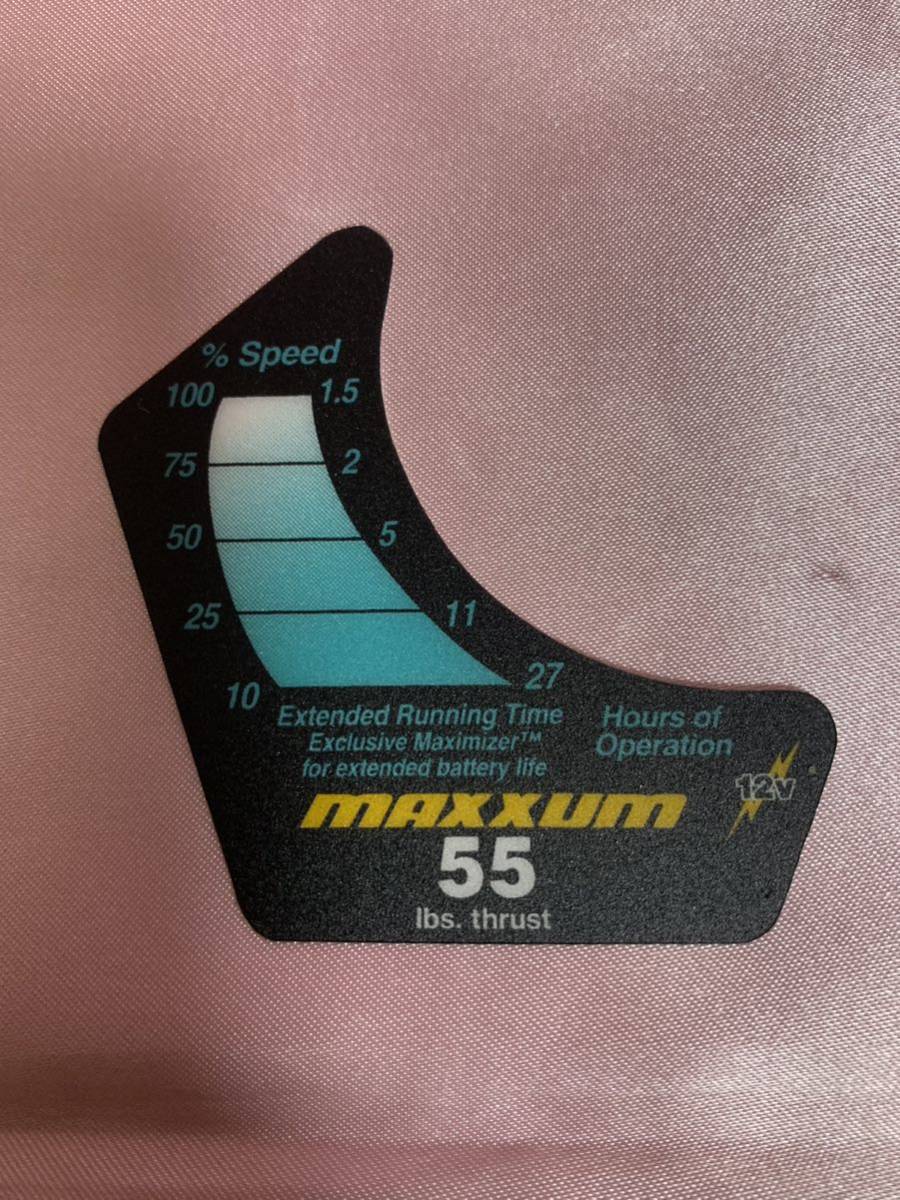 % Speed
100 1.5
75 2
50 5
25 11
10 27
Extended Running Time
Exclusive Maximizer™
for extended battery life
Hours of
Operation
12V
maxxum
55
lbs. thrust